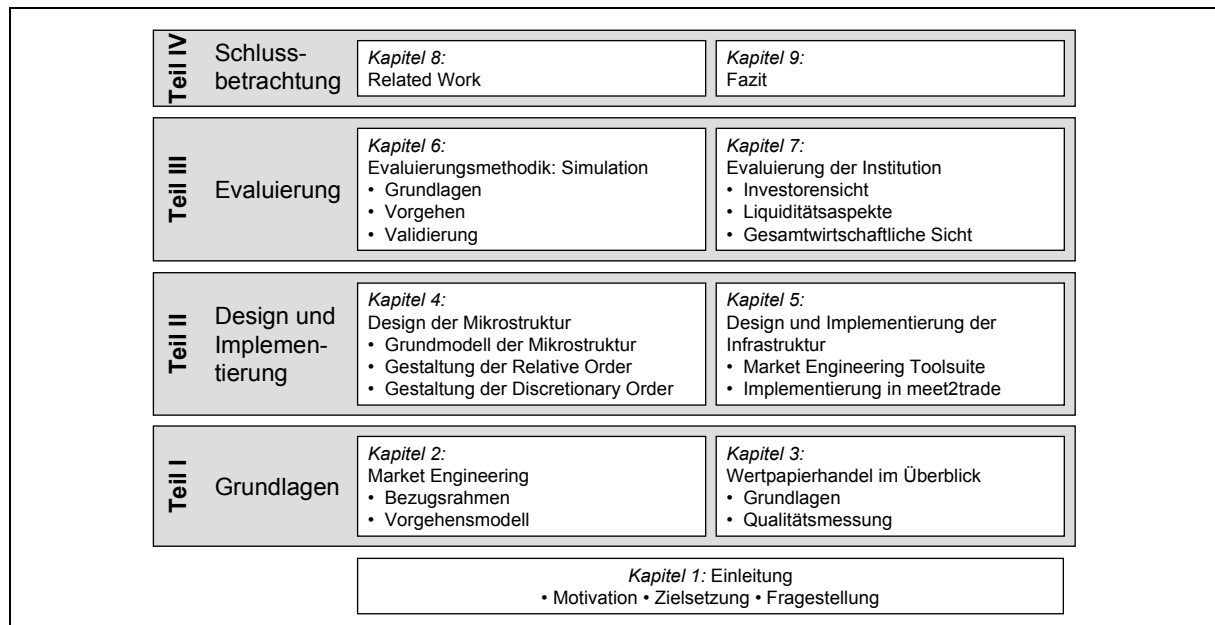 Teil IV
Schluss-
betrachtung
Kapitel 8:
Related Work
Kapitel 9:
Fazit
Teil III
Evaluierung
Kapitel 6:
Evaluierungsmethodik: Simulation
• Grundlagen
• Vorgehen
• Validierung
Kapitel 7:
Evaluierung der Institution
• Investorensicht
• Liquiditätsaspekte
• Gesamtwirtschaftliche Sicht
Teil II
Design und
Implemen-
tierung
Kapitel 4:
Design der Mikrostruktur
• Grundmodell der Mikrostruktur
• Gestaltung der Relative Order
• Gestaltung der Discretionary Order
Kapitel 5:
Design und Implementierung der
Infrastruktur
• Market Engineering Toolsuite
• Implementierung in meet2trade
Teil I
Grundlagen
Kapitel 2:
Market Engineering
• Bezugsrahmen
• Vorgehensmodell
Kapitel 3:
Wertpapierhandel im Überblick
• Grundlagen
• Qualitätsmessung
Kapitel 1: Einleitung
• Motivation • Zielsetzung • Fragestellung